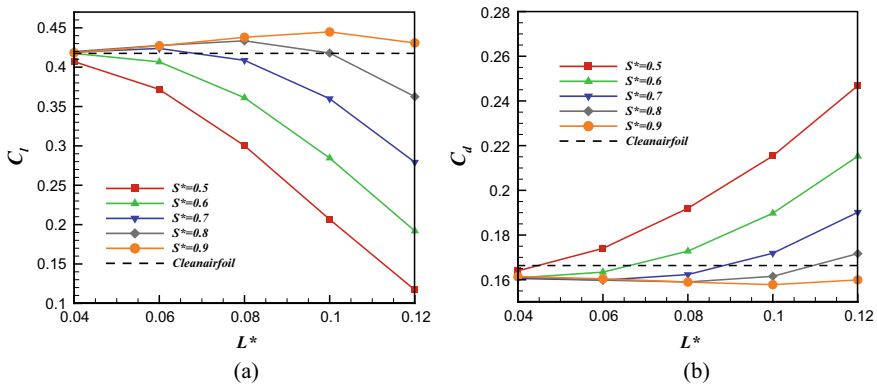 0.45
0.4
0.35
0.3
0.25
0.2
0.15
0.1
C_l
S*=0.5
S*=0.6
S*=0.7
S*=0.8
S*=0.9
Cleanairfoil
0.04 0.06 0.08 0.1 0.12
L*
(a)
0.28
0.26
0.24
0.22
0.2
0.18
0.16
C_d
S*=0.5
S*=0.6
S*=0.7
S*=0.8
S*=0.9
Cleanairfoil
0.04 0.06 0.08 0.1 0.12
L*
(b)